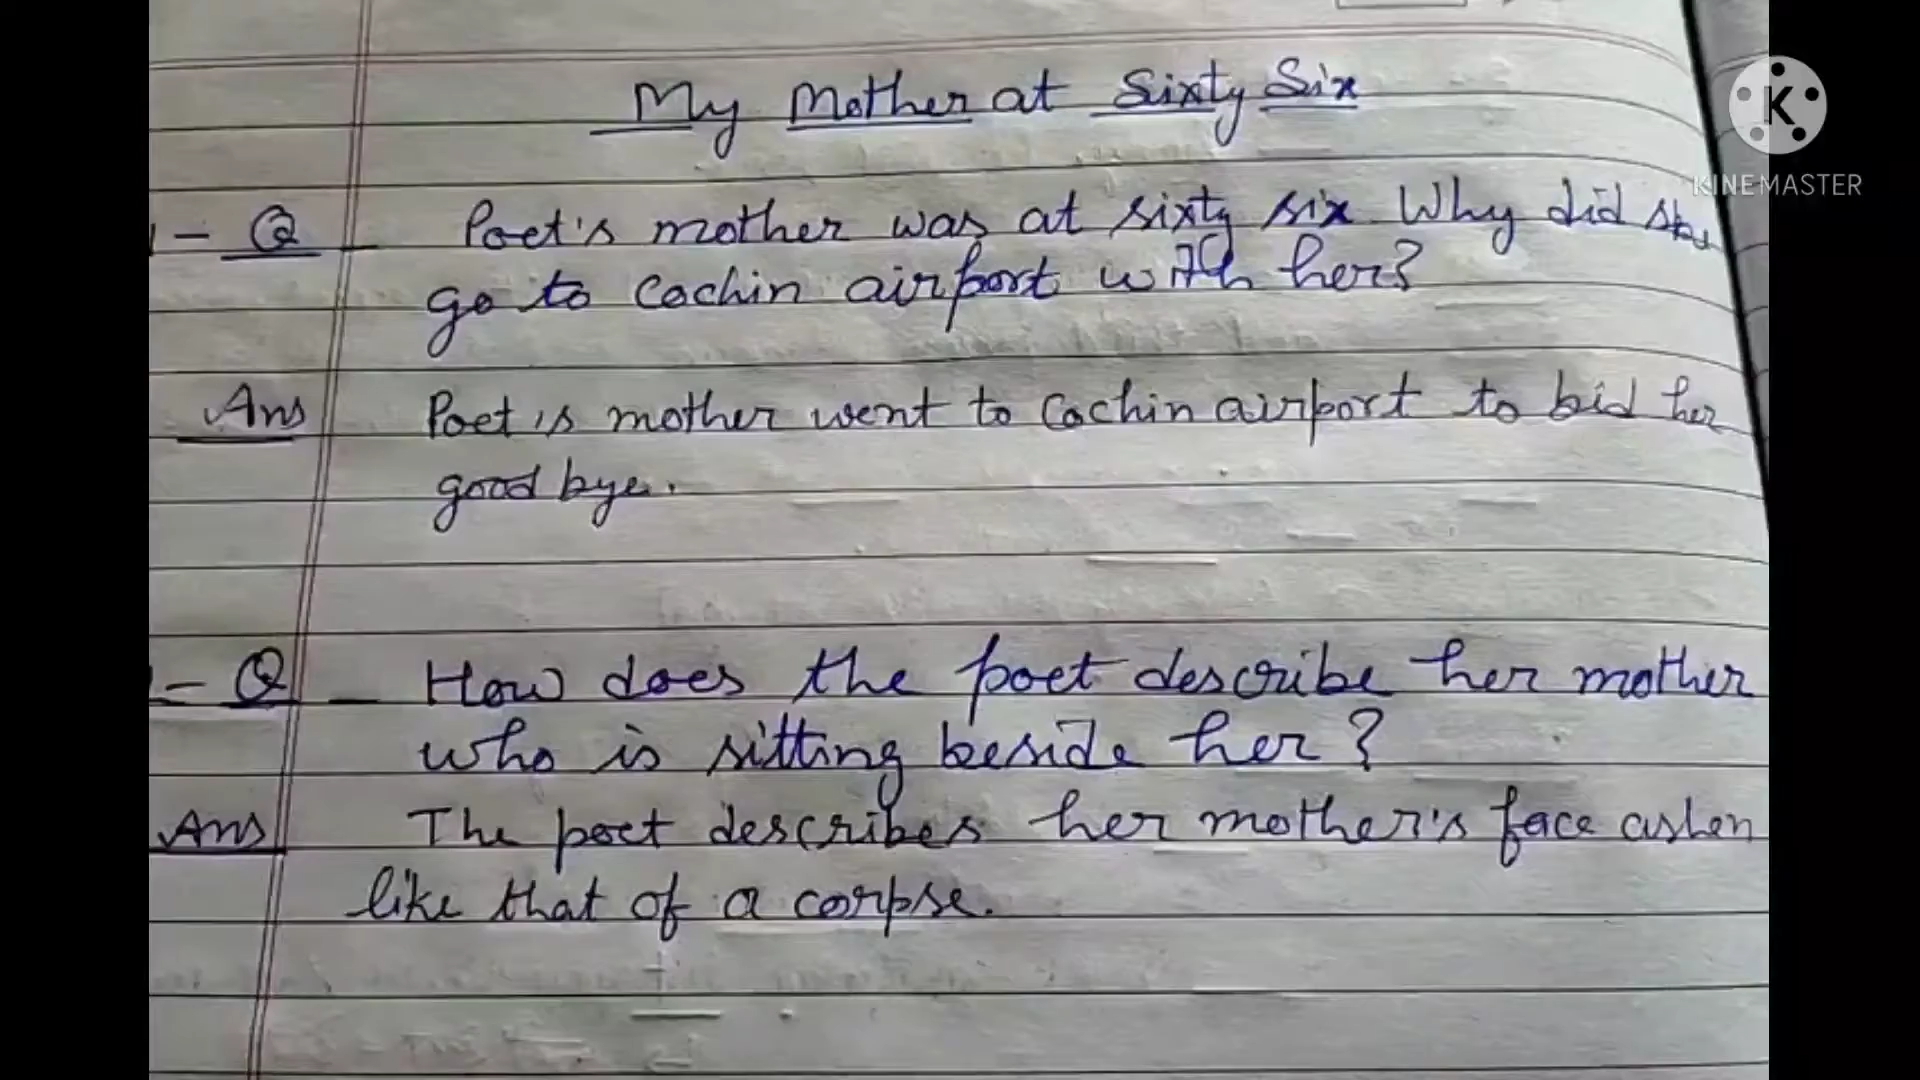 My Mother at Sixty Six
K
KINEMASTER
- Q - Poet's mother was at sixty six Why did she
go to Cochin airport with her?
Ans Poet's mother went to Cochin airport to bid her
good bye.
- Q - How does the poet describe her mother
who is sitting beside her?
Ans The poet describes her mother's face ashen
like that of a corpse.